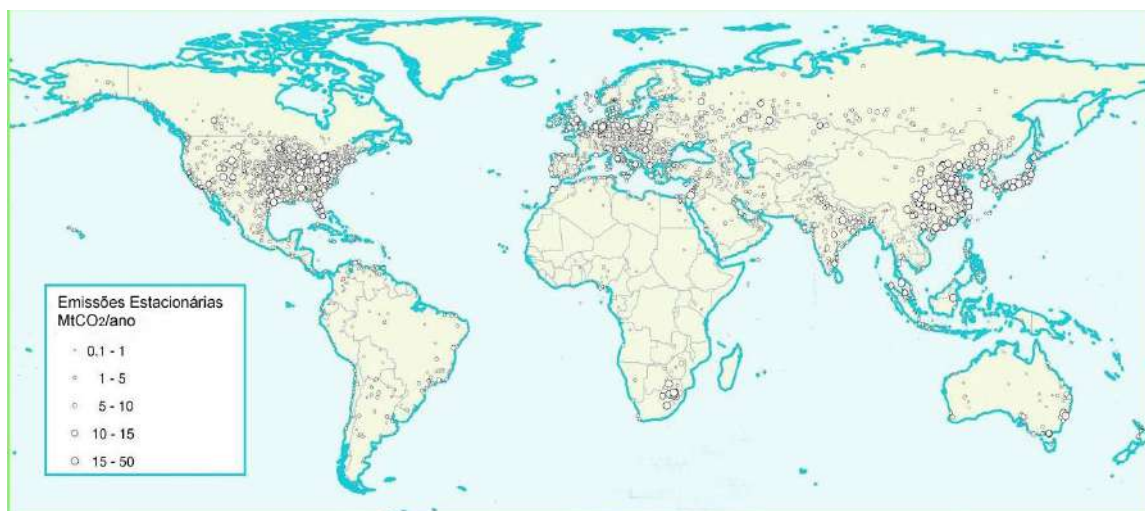 Emissões Estacionárias
MtCO2/ano
0.1 - 1
1 - 5
5 - 10
10 - 15
15 - 50